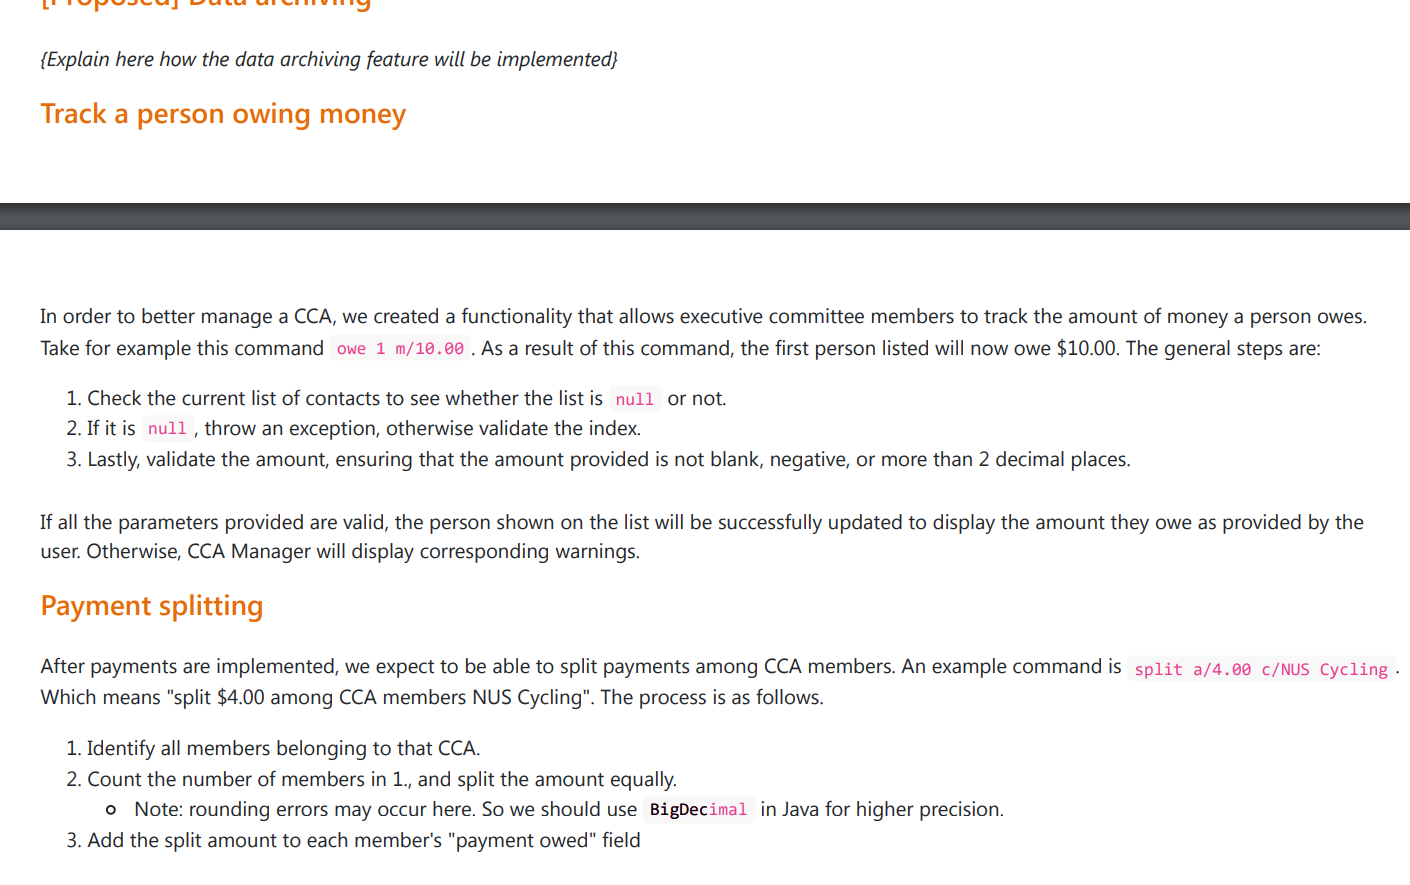 [Proposed] Data archiving
{Explain here how the data archiving feature will be implemented}
Track a person owing money
In order to better manage a CCA, we created a functionality that allows executive committee members to track the amount of money a person owes.
Take for example this command owe 1 m/10.00 . As a result of this command, the first person listed will now owe $10.00. The general steps are:
1. Check the current list of contacts to see whether the list is null or not.
2. If it is null , throw an exception, otherwise validate the index.
3. Lastly, validate the amount, ensuring that the amount provided is not blank, negative, or more than 2 decimal places.
If all the parameters provided are valid, the person shown on the list will be successfully updated to display the amount they owe as provided by the
user. Otherwise, CCA Manager will display corresponding warnings.
Payment splitting
After payments are implemented, we expect to be able to split payments among CCA members. An example command is split a/4.00 c/NUS Cycling .
Which means "split $4.00 among CCA members NUS Cycling". The process is as follows.
1. Identify all members belonging to that CCA.
2. Count the number of members in 1., and split the amount equally.
o Note: rounding errors may occur here. So we should use BigDecimal in Java for higher precision.
3. Add the split amount to each member's "payment owed" field